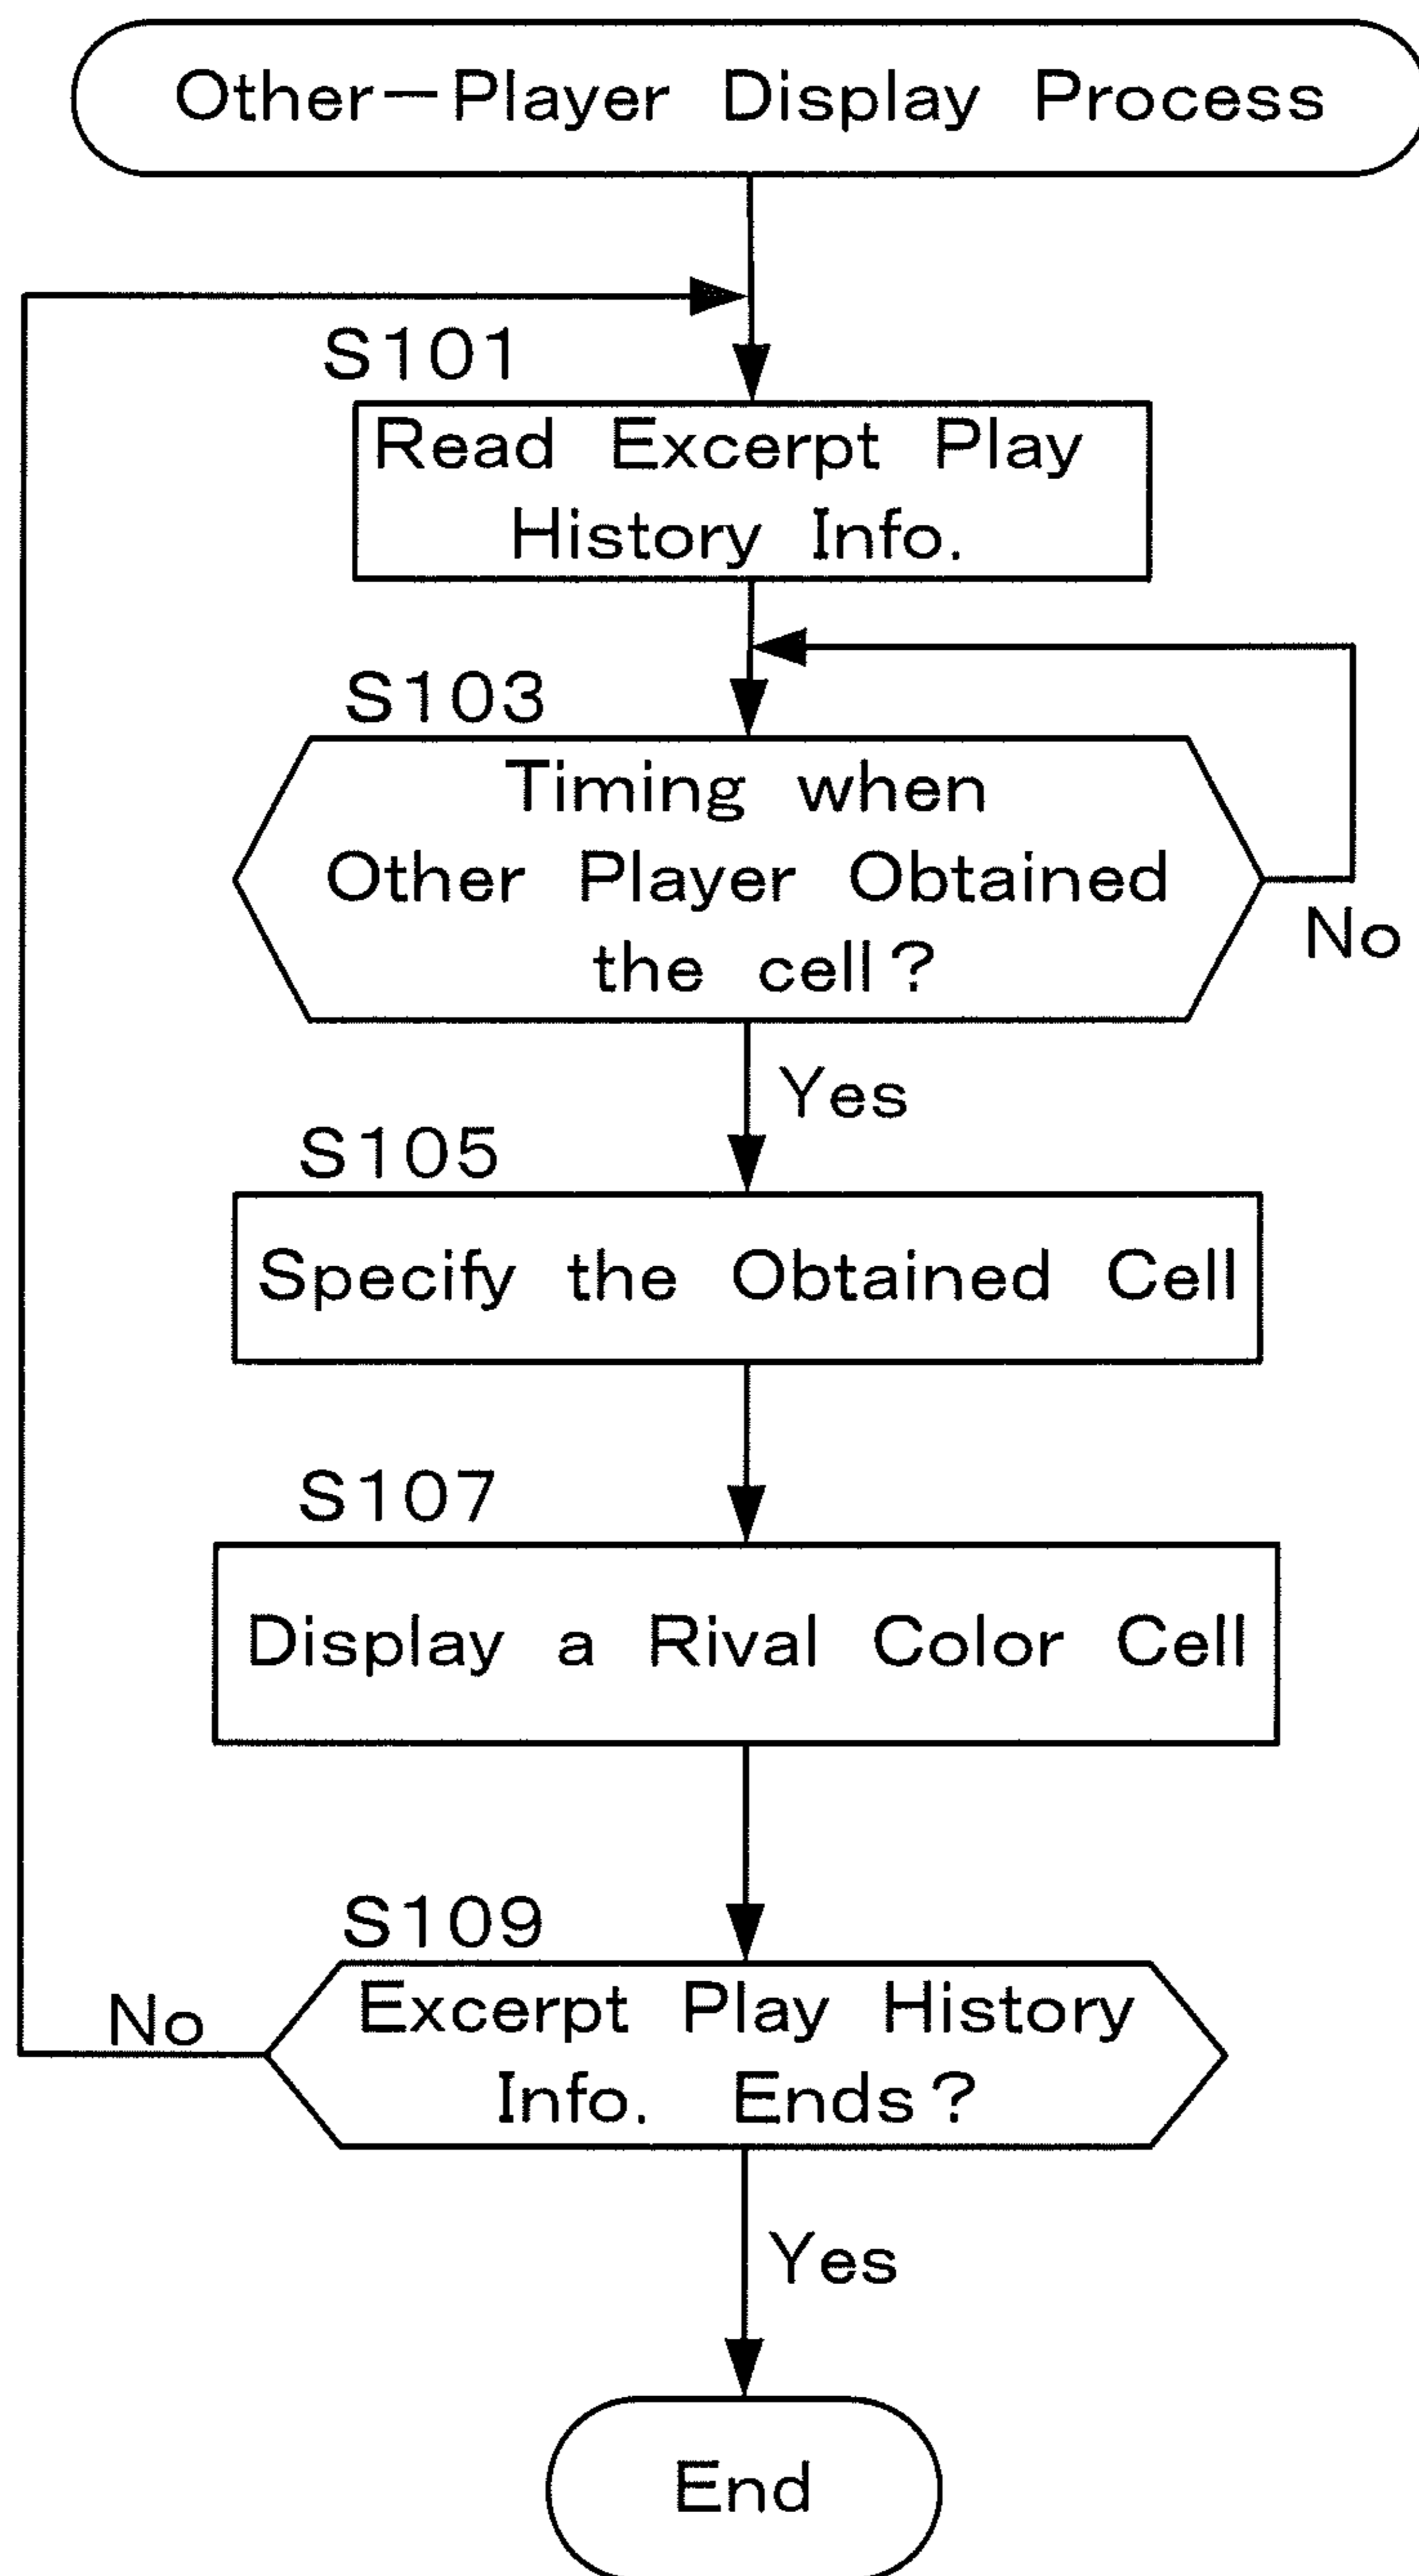 Other-Player Display Process
S101
Read Excerpt Play
History Info.
S103
Timing when
Other Player Obtained
the cell?
No
Yes
S105
Specify the Obtained Cell
S107
Display a Rival Color Cell
S109
Excerpt Play History
Info. Ends?
No
Yes
End